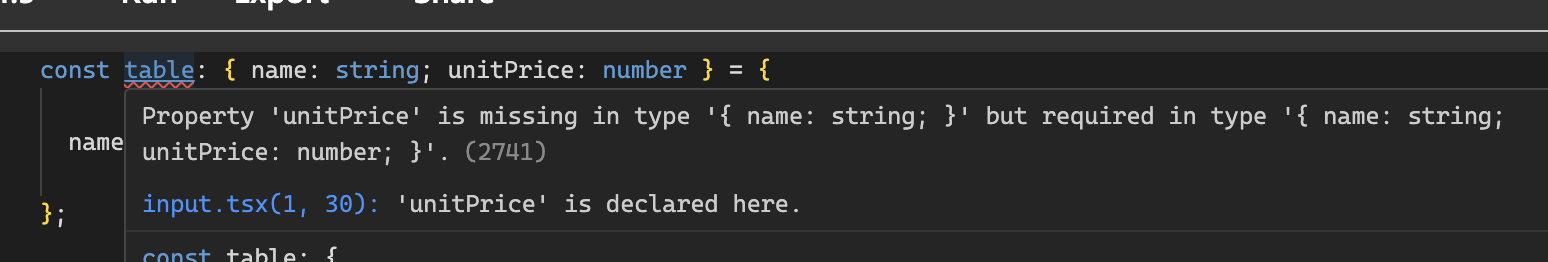 Run Export Share
const table: { name: string; unitPrice: number } = {
Property 'unitPrice' is missing in type '{ name: string; }' but required in type '{ name: string;
unitPrice: number; }'. (2741)
name
input.tsx(1, 30): 'unitPrice' is declared here.
};
const table: {